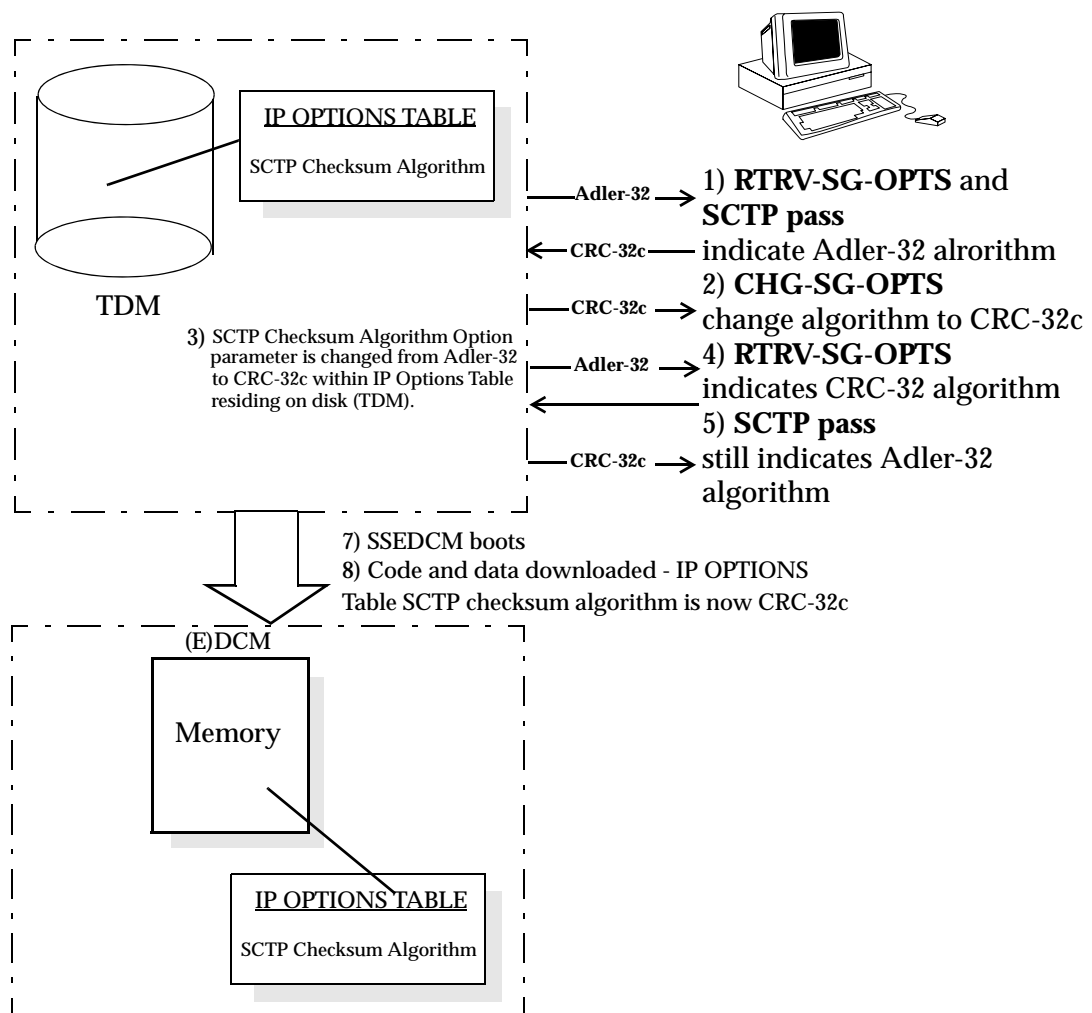 IP OPTIONS TABLE
SCTP Checksum Algorithm
TDM
3) SCTP Checksum Algorithm Option
parameter is changed from Adler-32
to CRC-32c within IP Options Table
residing on disk (TDM).
Adler-32
CRC-32c
CRC-32c
Adler-32
CRC-32c
1) RTRV-SG-OPTS and
SCTP pass
indicate Adler-32 alrorithm
2) CHG-SG-OPTS
change algorithm to CRC-32c
4) RTRV-SG-OPTS
indicates CRC-32 algorithm
5) SCTP pass
still indicates Adler-32
algorithm
7) SSEDCM boots
8) Code and data downloaded - IP OPTIONS
Table SCTP checksum algorithm is now CRC-32c
(E)DCM
Memory
IP OPTIONS TABLE
SCTP Checksum Algorithm